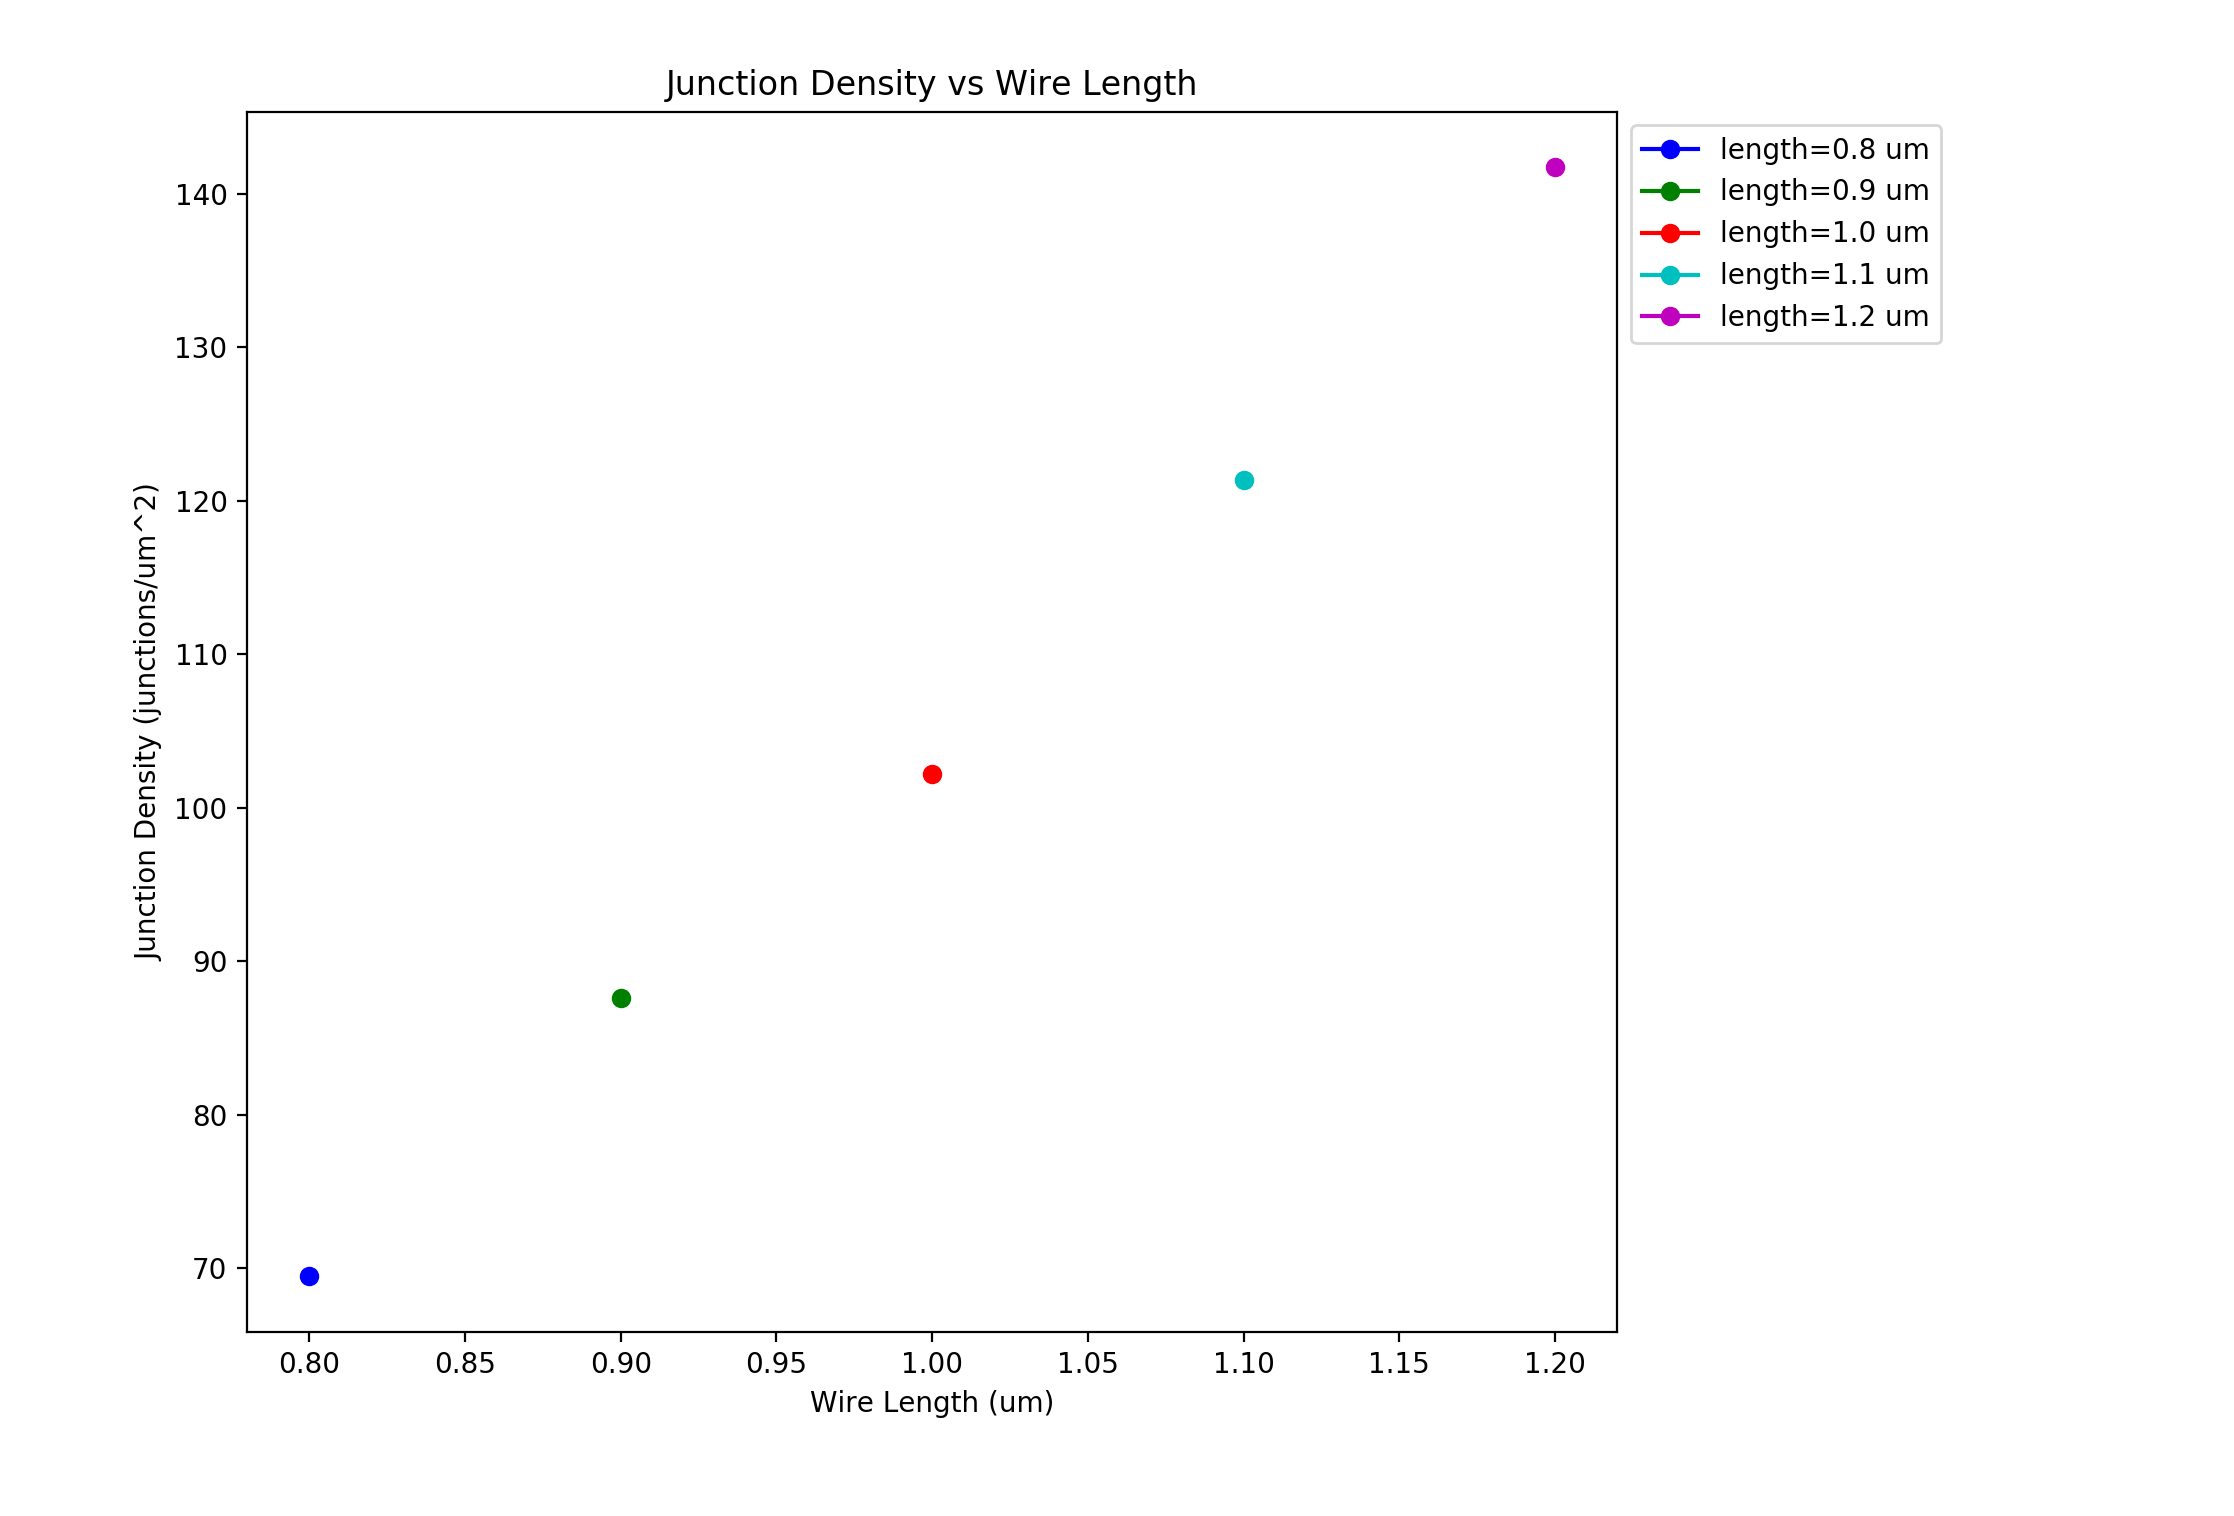 Junction Density vs Wire Length
length=0.8 um
length=0.9 um
length=1.0 um
length=1.1 um
length=1.2 um
Junction Density (junctions/um^2)
140
130
120
110
100
90
80
70
0.80 0.85 0.90 0.95 1.00 1.05 1.10 1.15 1.20
Wire Length (um)